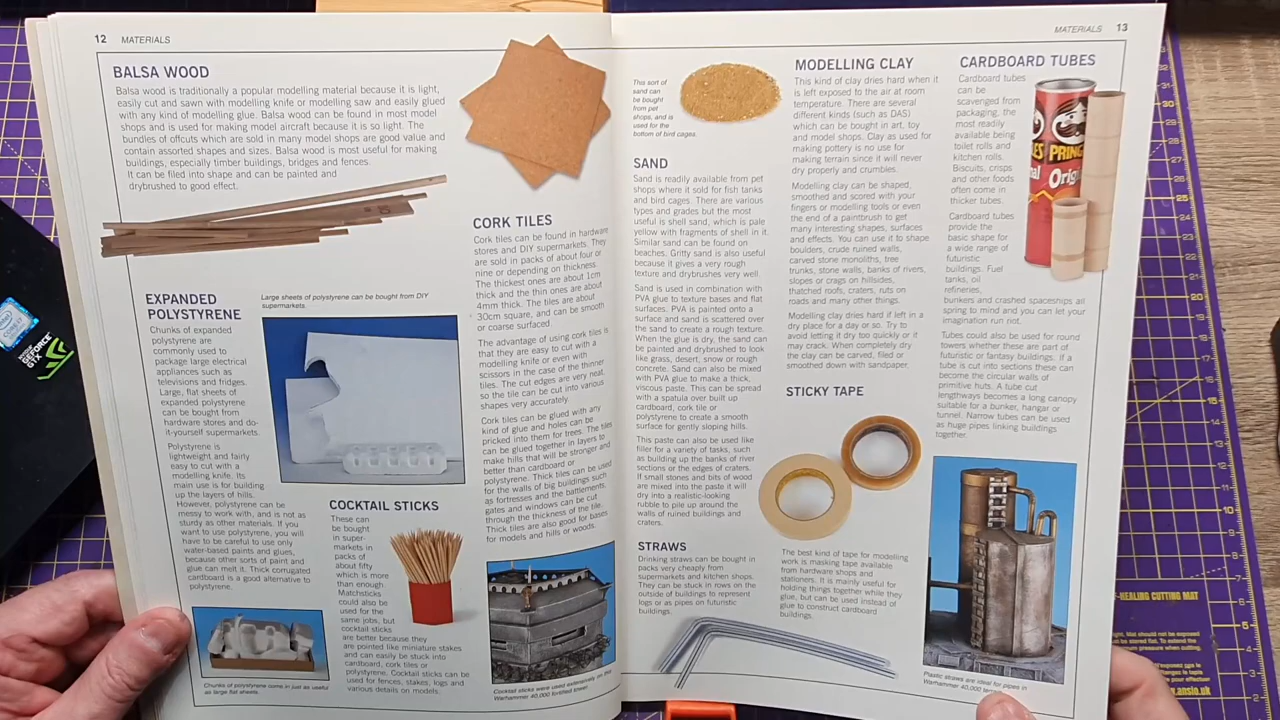 12 MATERIALS
BALSA WOOD
Balsa wood is traditionally a popular modelling material because it is light,
easily cut and sawn with modelling knife or modelling saw and easily glued
with any kind of modelling glue. Balsa wood can be found in most model
shops and is used for making model aircraft because it is so light. The
bundles of offcuts which are sold in many model shops are good value and
contain assorted shapes and sizes. Balsa wood is most useful for making
buildings, especially timber buildings, bridges and fences.
It can be filed into shape and can be painted and
drybrushed to good effect.
EXPANDED
POLYSTYRENE
Chunks of expanded
polystyrene are
commonly used to
package large electrical
appliances such as
televisions and fridges.
Large, flat sheets of
expanded polystyrene
can be bought from
hardware stores and do-
it-yourself supermarkets.
Polystyrene is
lightweight and fairly
easy to cut with a
modelling knife. Its
main use is for building
up the layers of hills.
However, polystyrene can be
messy to work with, and is not as
sturdy as other materials. If you
want to use polystyrene, you will
have to be careful to use only
water-based paints and glues,
because other sorts of paint and
glue can melt it. Thick corrugated
cardboard is a good alternative to
polystyrene.
Chunks of polystyrene come in just as useful
as large flat sheets.
Large sheets of polystyrene can be bought from DIY
supermarkets.
COCKTAIL STICKS
These can
be bought
in super-
markets in
packs of
about fifty
which is more
than enough.
Matchsticks
could also be
used for the
same jobs, but
cocktail sticks
are better because they
are pointed like miniature stakes
and can easily be stuck into
cardboard, cork tiles or
polystyrene. Cocktail sticks can be
used for fences, stakes, logs and
various details on models.
CORK TILES
Cork tiles can be found in hardware
stores and DIY supermarkets. They
are sold in packs of about four or
nine or depending on thickness.
The thickest ones are about 1cm
thick and the thin ones are about
4mm thick. The tiles are about
30cm square, and can be smooth
or coarse surfaced.
The advantage of using cork tiles is
that they are easy to cut with a
modelling knife or even with
scissors in the case of the thinner
tiles. The cut edges are very neat,
so the tile can be cut into various
shapes very accurately.
Cork tiles can be glued with any
kind of glue and holes can be
pricked into them for trees. The tiles
can be glued together in layers to
make hills that will be stronger and
better than cardboard or
polystyrene. Thick tiles can be used
for the walls of big buildings such
as fortresses and the battlements,
gates and windows can be cut
through the thickness of the tile.
Thick tiles are also good for bases
for models and hills or woods.
Cocktail sticks were used extensively on this
Warhammer 40,000 fortified tower.
MATERIALS 13
This sort of
sand can
be bought
from pet
shops, and is
used for the
bottom of bird cages.
SAND
Sand is readily available from pet
shops where it sold for fish tanks
and bird cages. There are various
types and grades but the most
useful is shell sand, which is pale
yellow with fragments of shell in it.
Similar sand can be found on
beaches. Gritty sand is also useful
because it gives a very rough
texture and drybrushes very well.
Sand is used in combination with
PVA glue to texture bases and flat
surfaces. PVA is painted onto a
surface and sand is scattered over
the sand to create a rough texture.
When the glue is dry, the sand can
be painted and drybrushed to look
like grass, desert, snow or rough
concrete. Sand can also be mixed
with PVA glue to make a thick,
viscous paste. This can be spread
with a spatula over built up
cardboard, cork tile or
polystyrene to create a smooth
surface for gently sloping hills.
This paste can also be used like
filler for a variety of tasks, such
as building up the banks of river
sections or the edges of craters.
If small stones and bits of wood
are mixed into the paste it will
dry into a realistic-looking
rubble to pile up around the
walls of ruined buildings and
craters.
STRAWS
Drinking straws can be bought in
packs very cheaply from
supermarkets and kitchen shops.
They can be stuck in rows on the
outside of buildings to represent
logs or as pipes on futuristic
buildings.
MODELLING CLAY
This kind of clay dries hard when it
is left exposed to the air at room
temperature. There are several
different kinds (such as DAS)
which can be bought in art, toy
and model shops. Clay as used for
making pottery is no use for
making terrain since it will never
dry properly and crumbles.
Modelling clay can be shaped,
smoothed and scored with your
fingers or modelling tools or even
the end of a paintbrush to get
many interesting shapes, surfaces
and effects. You can use it to shape
boulders, crude ruined walls,
carved stone monoliths, tree
trunks, stone walls, banks of rivers,
slopes or crags on hillsides,
thatched roofs, craters, ruts on
roads and many other things.
Modelling clay dries hard if left in a
dry place for a day or so. Try to
avoid letting it dry too quickly or it
may crack. When completely dry
the clay can be carved, filed or
smoothed down with sandpaper.
STICKY TAPE
The best kind of tape for modelling
work is masking tape available
from hardware shops and
stationers. It is mainly useful for
holding things together while they
glue, but can be used instead of
glue to construct cardboard
buildings.
CARDBOARD TUBES
Cardboard tubes
can be
scavenged from
packaging, the
most readily
available being
toilet rolls and
kitchen rolls.
Biscuits, crisps
and other foods
often come in
thicker tubes.
Cardboard tubes
provide the
basic shape for
a wide range of
futuristic
buildings. Fuel
tanks, oil
refineries,
bunkers and crashed spaceships all
spring to mind and you can let your
imagination run riot.
Tubes could also be used for round
towers whether these are part of
futuristic or fantasy buildings. If a
tube is cut into sections these can
become the circular walls of
primitive huts. A tube cut
lengthways becomes a long canopy
suitable for a bunker, hangar or
tunnel. Narrow tubes can be used
as huge pipes linking buildings
together.
Plastic straws are ideal for pipes in
Warhammer 40,000
PRING
Orig
GEFORCE
GTX
-HEALING CUTTING MAT